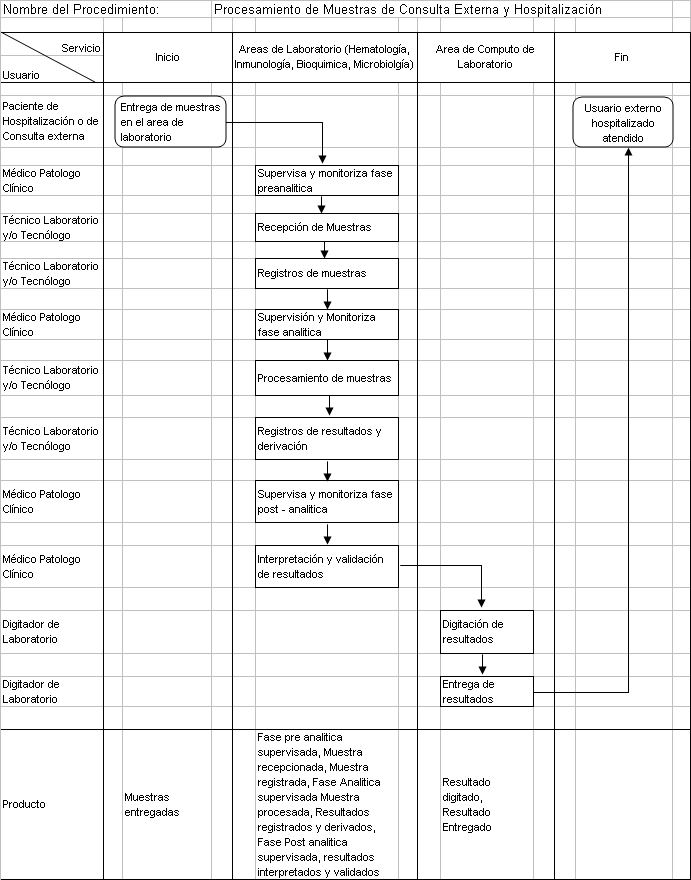 Nombre del Procedimiento: Procesamiento de Muestras de Consulta Externa y Hospitalización
Servicio
Usuario
Inicio
Areas de Laboratorio (Hematología,
Inmunología, Bioquimica, Microbiolgía)
Area de Computo de
Laboratorio
Fin
Paciente de
Hospitalización o de
Consulta externa
Entrega de muestras
en el area de
laboratorio
Usuario externo
hospitalizado
atendido
Médico Patologo
Clínico
Supervisa y monitoriza fase
preanalitica
Técnico Laboratorio
y/o Tecnólogo
Recepción de Muestras
Técnico Laboratorio
y/o Tecnólogo
Registros de muestras
Médico Patologo
Clínico
Supervisión y Monitoriza
fase analitica
Técnico Laboratorio
y/o Tecnólogo
Procesamiento de muestras
Técnico Laboratorio
y/o Tecnólogo
Registros de resultados y
derivación
Médico Patologo
Clínico
Supervisa y monitoriza fase
post - analitica
Médico Patologo
Clínico
Interpretación y validación
de resultados
Digitador de
Laboratorio
Digitación de
resultados
Digitador de
Laboratorio
Entrega de
resultados
Producto
Muestras
entregadas
Fase pre analitica
supervisada, Muestra
recepcionada, Muestra
registrada, Fase Analitica
supervisada Muestra
procesada, Resultados
registrados y derivados,
Fase Post analitica
supervisada, resultados
interpretados y validados
Resultado
digitado,
Resultado
Entregado